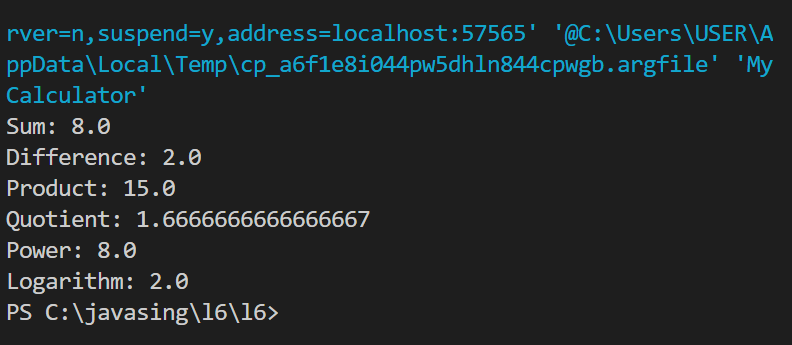 rver=n,suspend=y,address=localhost:57565' '@C:\Users\USER\A
ppData\Local\Temp\cp_a6f1e8i044pw5dhln844cpwgb.argfile' 'My
Calculator'
Sum: 8.0
Difference: 2.0
Product: 15.0
Quotient: 1.6666666666666667
Power: 8.0
Logarithm: 2.0
PS C:\javasing\l6\l6>